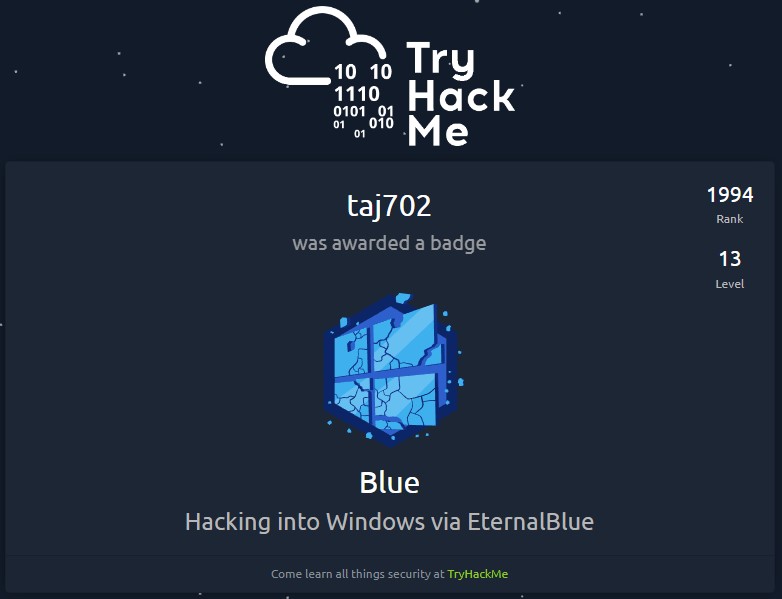 Try
Hack
Me
10 10
1110
0101 01
01 010
01
taj702
was awarded a badge
1994
Rank
13
Level
Blue
Hacking into Windows via EternalBlue
Come learn all things security at TryHackMe